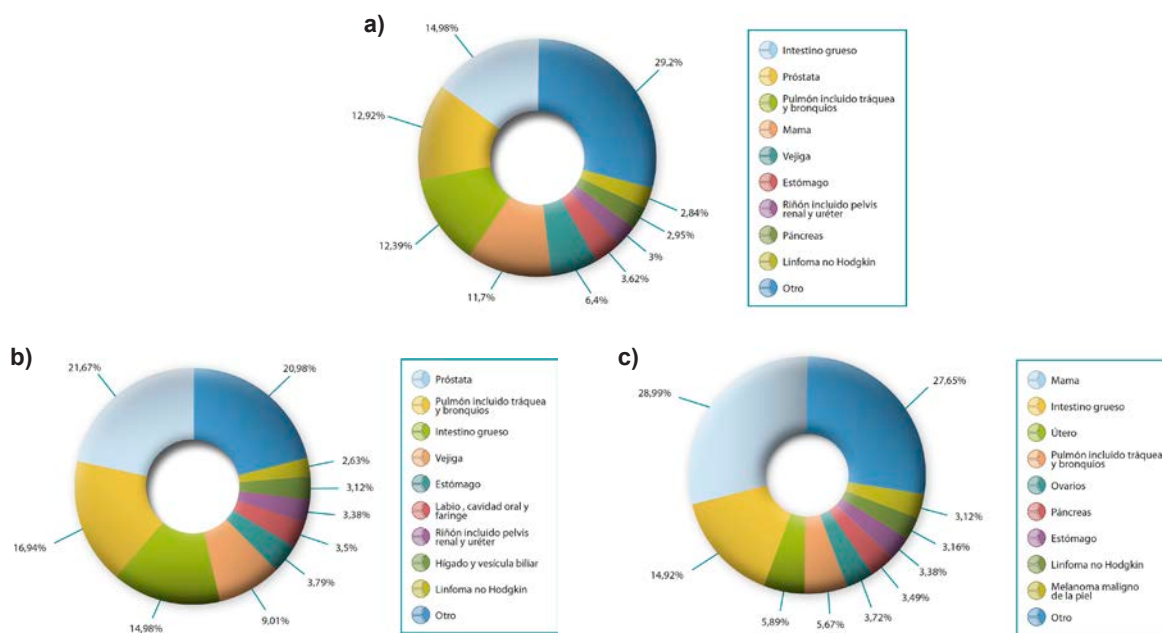 a)
14,98%
29,2%
12,92%
12,39%
11,7%
6,4%
3,62%
3%
2,95%
2,84%
Intestino grueso
Próstata
Pulmón incluido tráquea
y bronquios
Mama
Vejiga
Estómago
Riñón incluido pelvis
renal y uréter
Páncreas
Linfoma no Hodgkin
Otro
b)
21,67%
20,98%
2,63%
3,12%
3,38%
3,5%
3,79%
9,01%
14,98%
16,94%
Próstata
Pulmón incluido tráquea
y bronquios
Intestino grueso
Vejiga
Estómago
Labio , cavidad oral y
faringe
Riñón incluido pelvis
renal y uréter
Hígado y vesícula biliar
Linfoma no Hodgkin
Otro
c)
28,99%
27,65%
3,12%
3,16%
3,38%
3,49%
3,72%
5,67%
5,89%
14,92%
Mama
Intestino grueso
Útero
Pulmón incluido tráquea
y bronquios
Ovarios
Páncreas
Estómago
Linfoma no Hodgkin
Melanoma maligno
de la piel
Otro